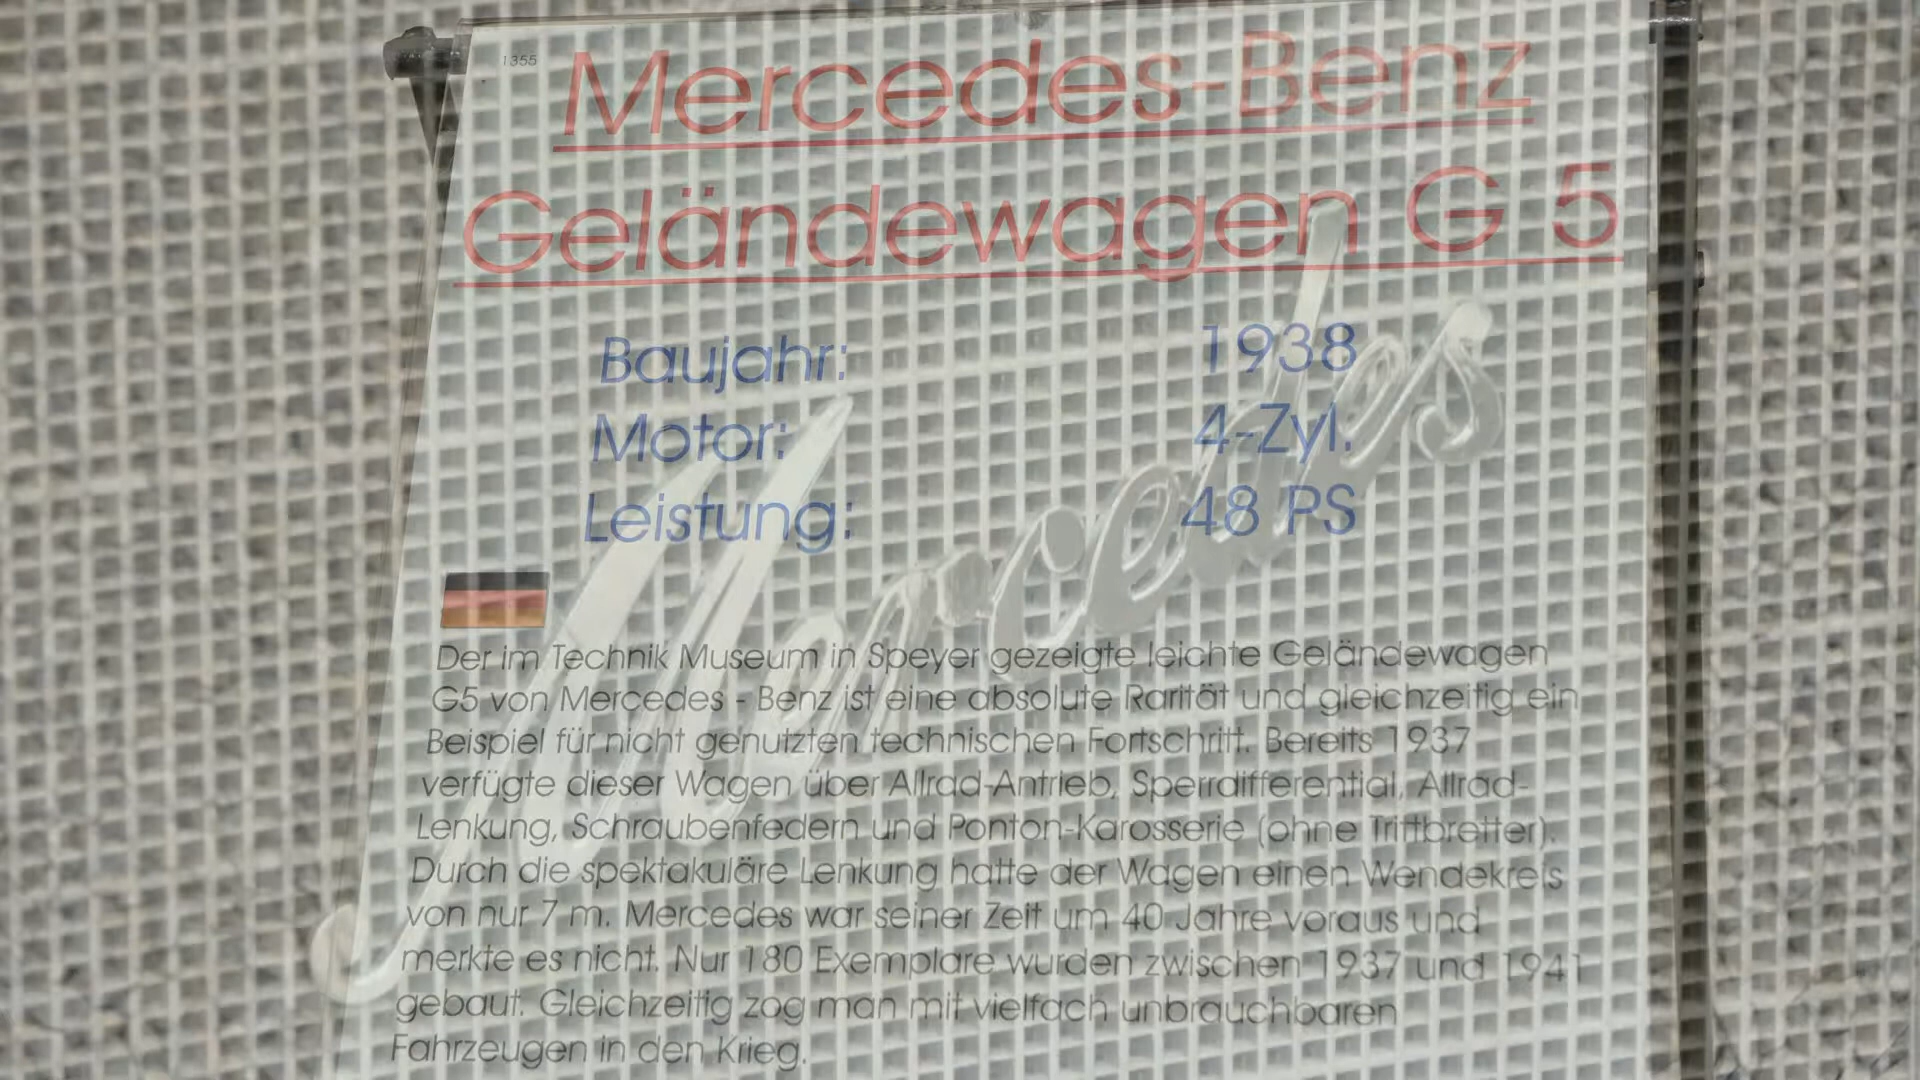 1355
Mercedes-Benz
Geländewagen G 5
Baujahr: 1938
Motor: 4-Zyl.
Leistung: 48 PS
Mercedes
Der im Technik Museum in Speyer gezeigte leichte Geländewagen
G5 von Mercedes - Benz ist eine absolute Rarität und gleichzeitig ein
Beispiel für nicht genutzten technischen Fortschritt. Bereits 1937
verfügte dieser Wagen über Allrad-Antrieb, Sperrdifferential, Allrad-
Lenkung, Schraubenfedern und Ponton-Karosserie (ohne Trittbretter).
Durch die spektakuläre Lenkung hatte der Wagen einen Wendekreis
von nur 7 m. Mercedes war seiner Zeit um 40 Jahre voraus und
merkte es nicht. Nur 180 Exemplare wurden zwischen 1937 und 1941
gebaut. Gleichzeitig zog man mit vielfach unbrauchbaren
Fahrzeugen in den Krieg.